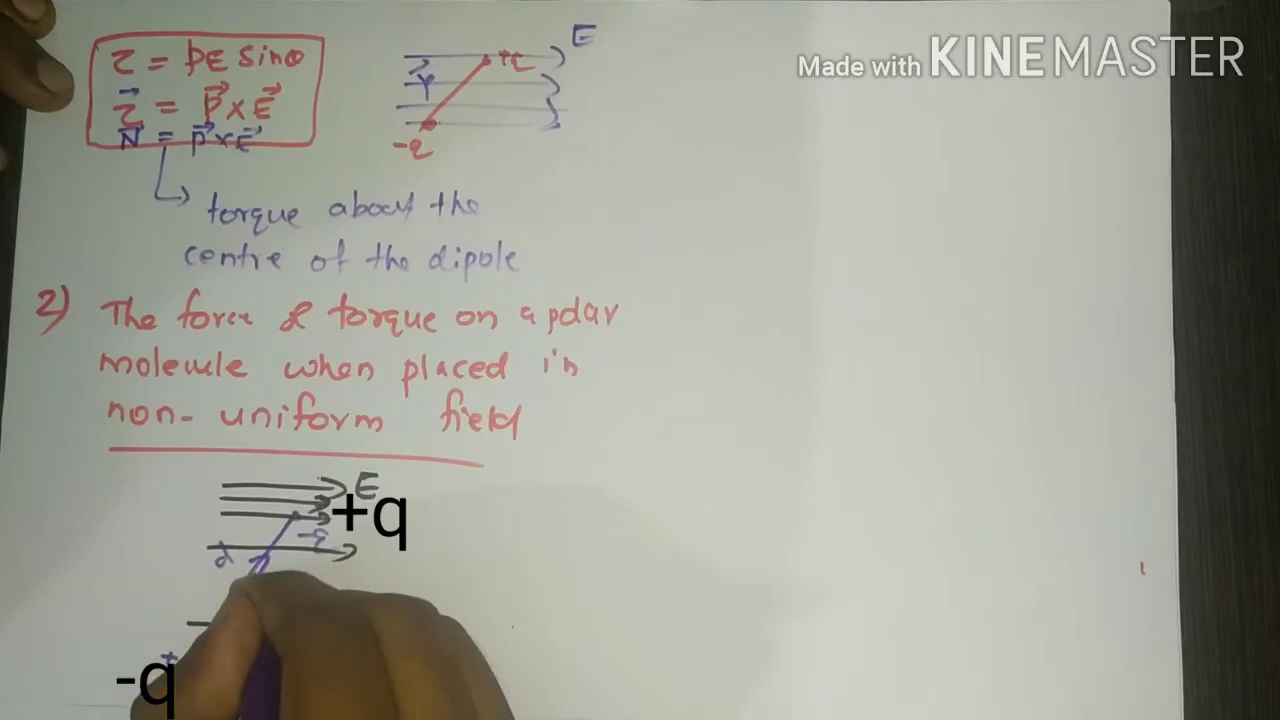 τ = PE Sinθ
E
+q
τ⃗ = P⃗ x E⃗
N⃗ = P⃗ x E⃗
-q
torque about the
centre of the dipole
2) The force & torque on a polar
molecule when placed in
non-uniform field
E
+q
-q
-q
Made with KINEMASTER